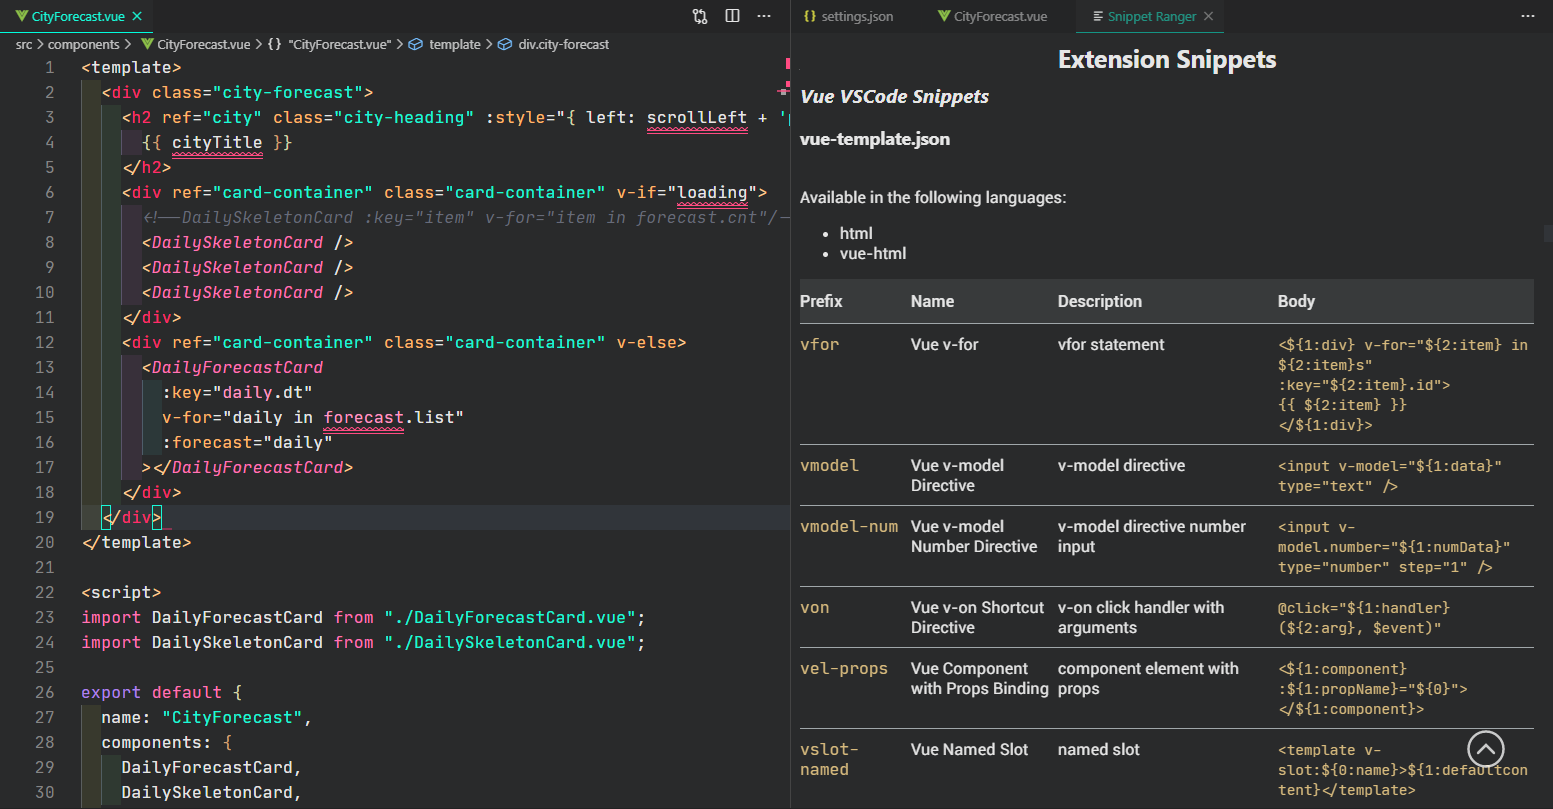 CityForecast.vue
src > components > CityForecast.vue > {} "CityForecast.vue" > template > div.city-forecast
1 <template>
2 <div class="city-forecast">
3 <h2 ref="city" class="city-heading" :style="{ left: scrollLeft + '
4 {{ cityTitle }}
5 </h2>
6 <div ref="card-container" class="card-container" v-if="loading">
7 <!--DailySkeletonCard :key="item" v-for="item in forecast.cnt"/--
8 <DailySkeletonCard />
9 <DailySkeletonCard />
10 <DailySkeletonCard />
11 </div>
12 <div ref="card-container" class="card-container" v-else>
13 <DailyForecastCard
14 :key="daily.dt"
15 v-for="daily in forecast.list"
16 :forecast="daily"
17 ></DailyForecastCard>
18 </div>
19 </div>
20 </template>
21
22 <script>
23 import DailyForecastCard from "./DailyForecastCard.vue";
24 import DailySkeletonCard from "./DailySkeletonCard.vue";
25
26 export default {
27 name: "CityForecast",
28 components: {
29 DailyForecastCard,
30 DailySkeletonCard,
{} settings.json CityForecast.vue Snippet Ranger
Extension Snippets
Vue VSCode Snippets
vue-template.json
Available in the following languages:
• html
• vue-html
Prefix Name Description Body
vfor Vue v-for vfor statement <${1:div} v-for="${2:item} in
${2:item}s"
:key="${2:item}.id">
{{ ${2:item} }}
</${1:div}>
vmodel Vue v-model v-model directive <input v-model="${1:data}"
Directive type="text" />
vmodel-num Vue v-model v-model directive number <input v-
Number Directive input model.number="${1:numData}"
type="number" step="1" />
von Vue v-on Shortcut v-on click handler with @click="${1:handler}
Directive arguments (${2:arg}, $event)"
vel-props Vue Component component element with <${1:component}
with Props Binding props :${1:propName}="${0}">
</${1:component}>
vslot- Vue Named Slot named slot <template v-
named slot:${0:name}>${1:defaultcon
tent}</template>